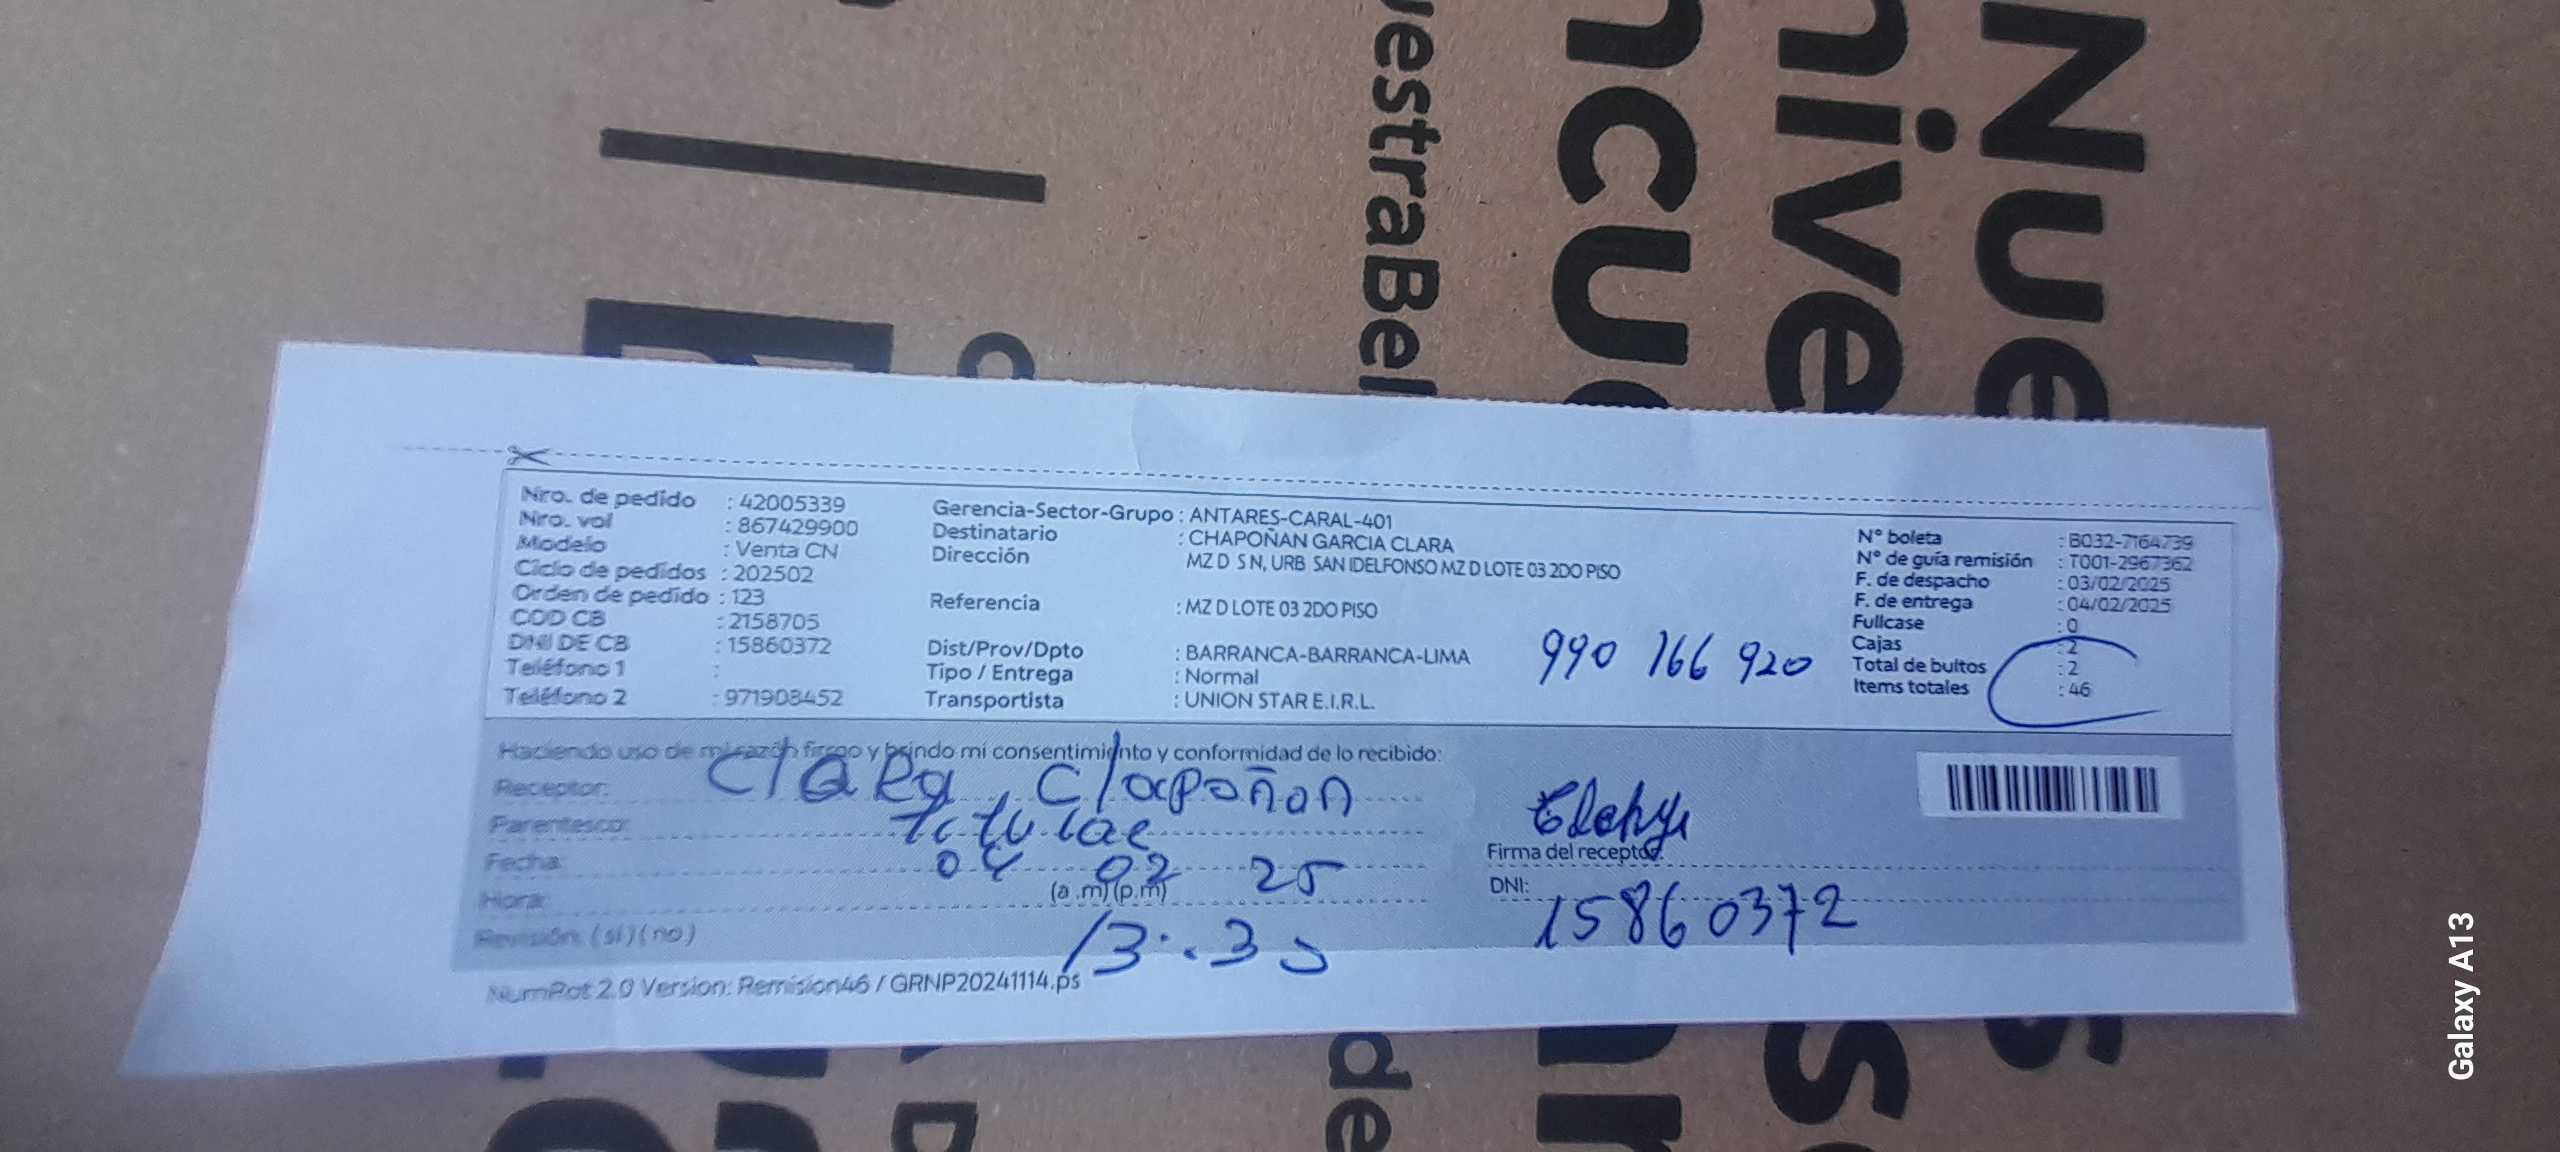 Nro. de pedido : 42005339
Nro. vol : 867429900
Modelo : Venta CN
Ciclo de pedidos : 202502
Orden de pedido : 123
COD CB : 2158705
DNI DE CB : 15860372
Teléfono 1 :
Teléfono 2 : 971908452
Gerencia-Sector-Grupo : ANTARES-CARAL-401
Destinatario : CHAPOÑAN GARCIA CLARA
Dirección MZ D S N, URB SAN IDELFONSO MZ D LOTE 03 2DO PISO
Referencia : MZ D LOTE 03 2DO PISO
Dist/Prov/Dpto : BARRANCA-BARRANCA-LIMA
Tipo / Entrega : Normal
Transportista : UNION STAR E.I.R.L.
990 166 920
N° boleta : B032-7164739
N° de guía remisión : T001-2967362
F. de despacho : 03/02/2025
F. de entrega : 04/02/2025
Fullcase : 0
Cajas : 2
Total de bultos : 2
Items totales : 46
Haciendo uso de mi razón firmo y brindo mi consentimiento y conformidad de lo recibido:
Receptor: Clara Chapoñan
Parentesco: Titular
Fecha: 04 02 25
Hora: (a.m) (p.m)
13:
Revisión: (si) (no)
Firma del receptor:
DNI: 15860372
NumRot 2.0 Version: Remision46 / GRNP20241114.ps
Nue
nive
ncu
uestraBel
de
Galaxy A13